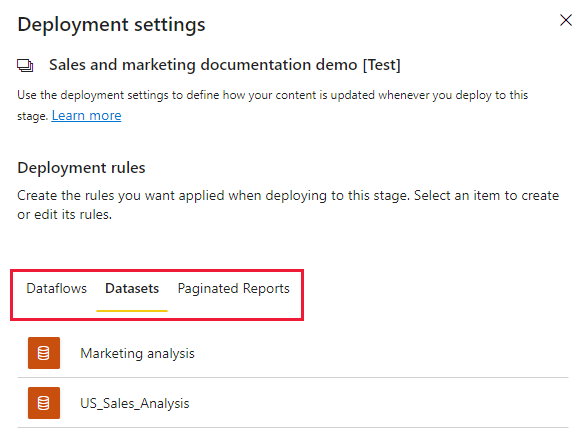 Deployment settings
Sales and marketing documentation demo [Test]
Use the deployment settings to define how your content is updated whenever you deploy to this
stage. Learn more
Deployment rules
Create the rules you want applied when deploying to this stage. Select an item to create
or edit its rules.
Dataflows Datasets Paginated Reports
Marketing analysis
US_Sales_Analysis